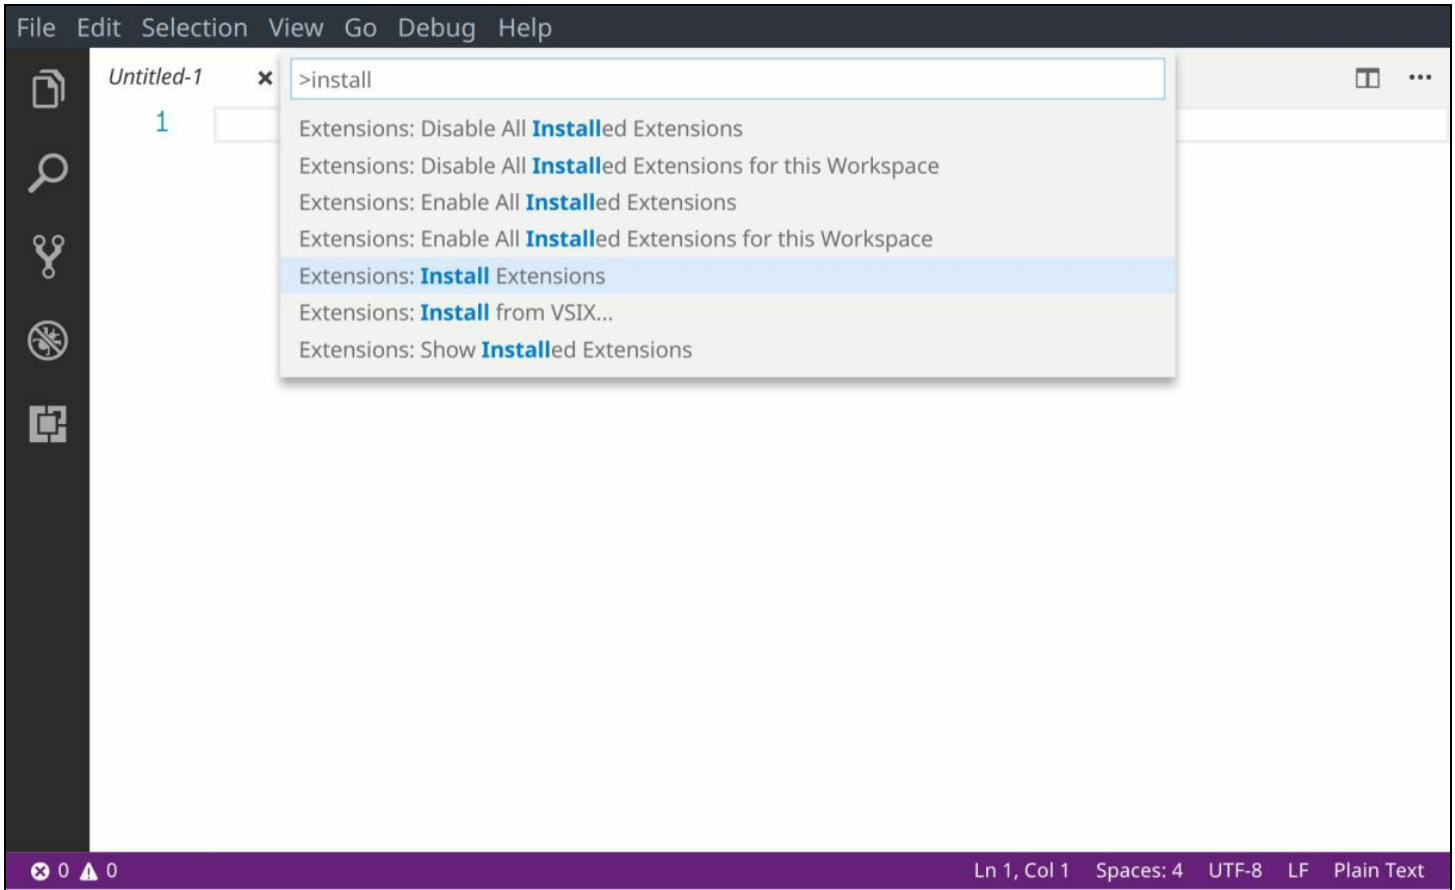 File Edit Selection View Go Debug Help
Untitled-1
>install
1
Extensions: Disable All Installed Extensions
Extensions: Disable All Installed Extensions for this Workspace
Extensions: Enable All Installed Extensions
Extensions: Enable All Installed Extensions for this Workspace
Extensions: Install Extensions
Extensions: Install from VSIX...
Extensions: Show Installed Extensions
0 0 Ln 1, Col 1 Spaces: 4 UTF-8 LF Plain Text